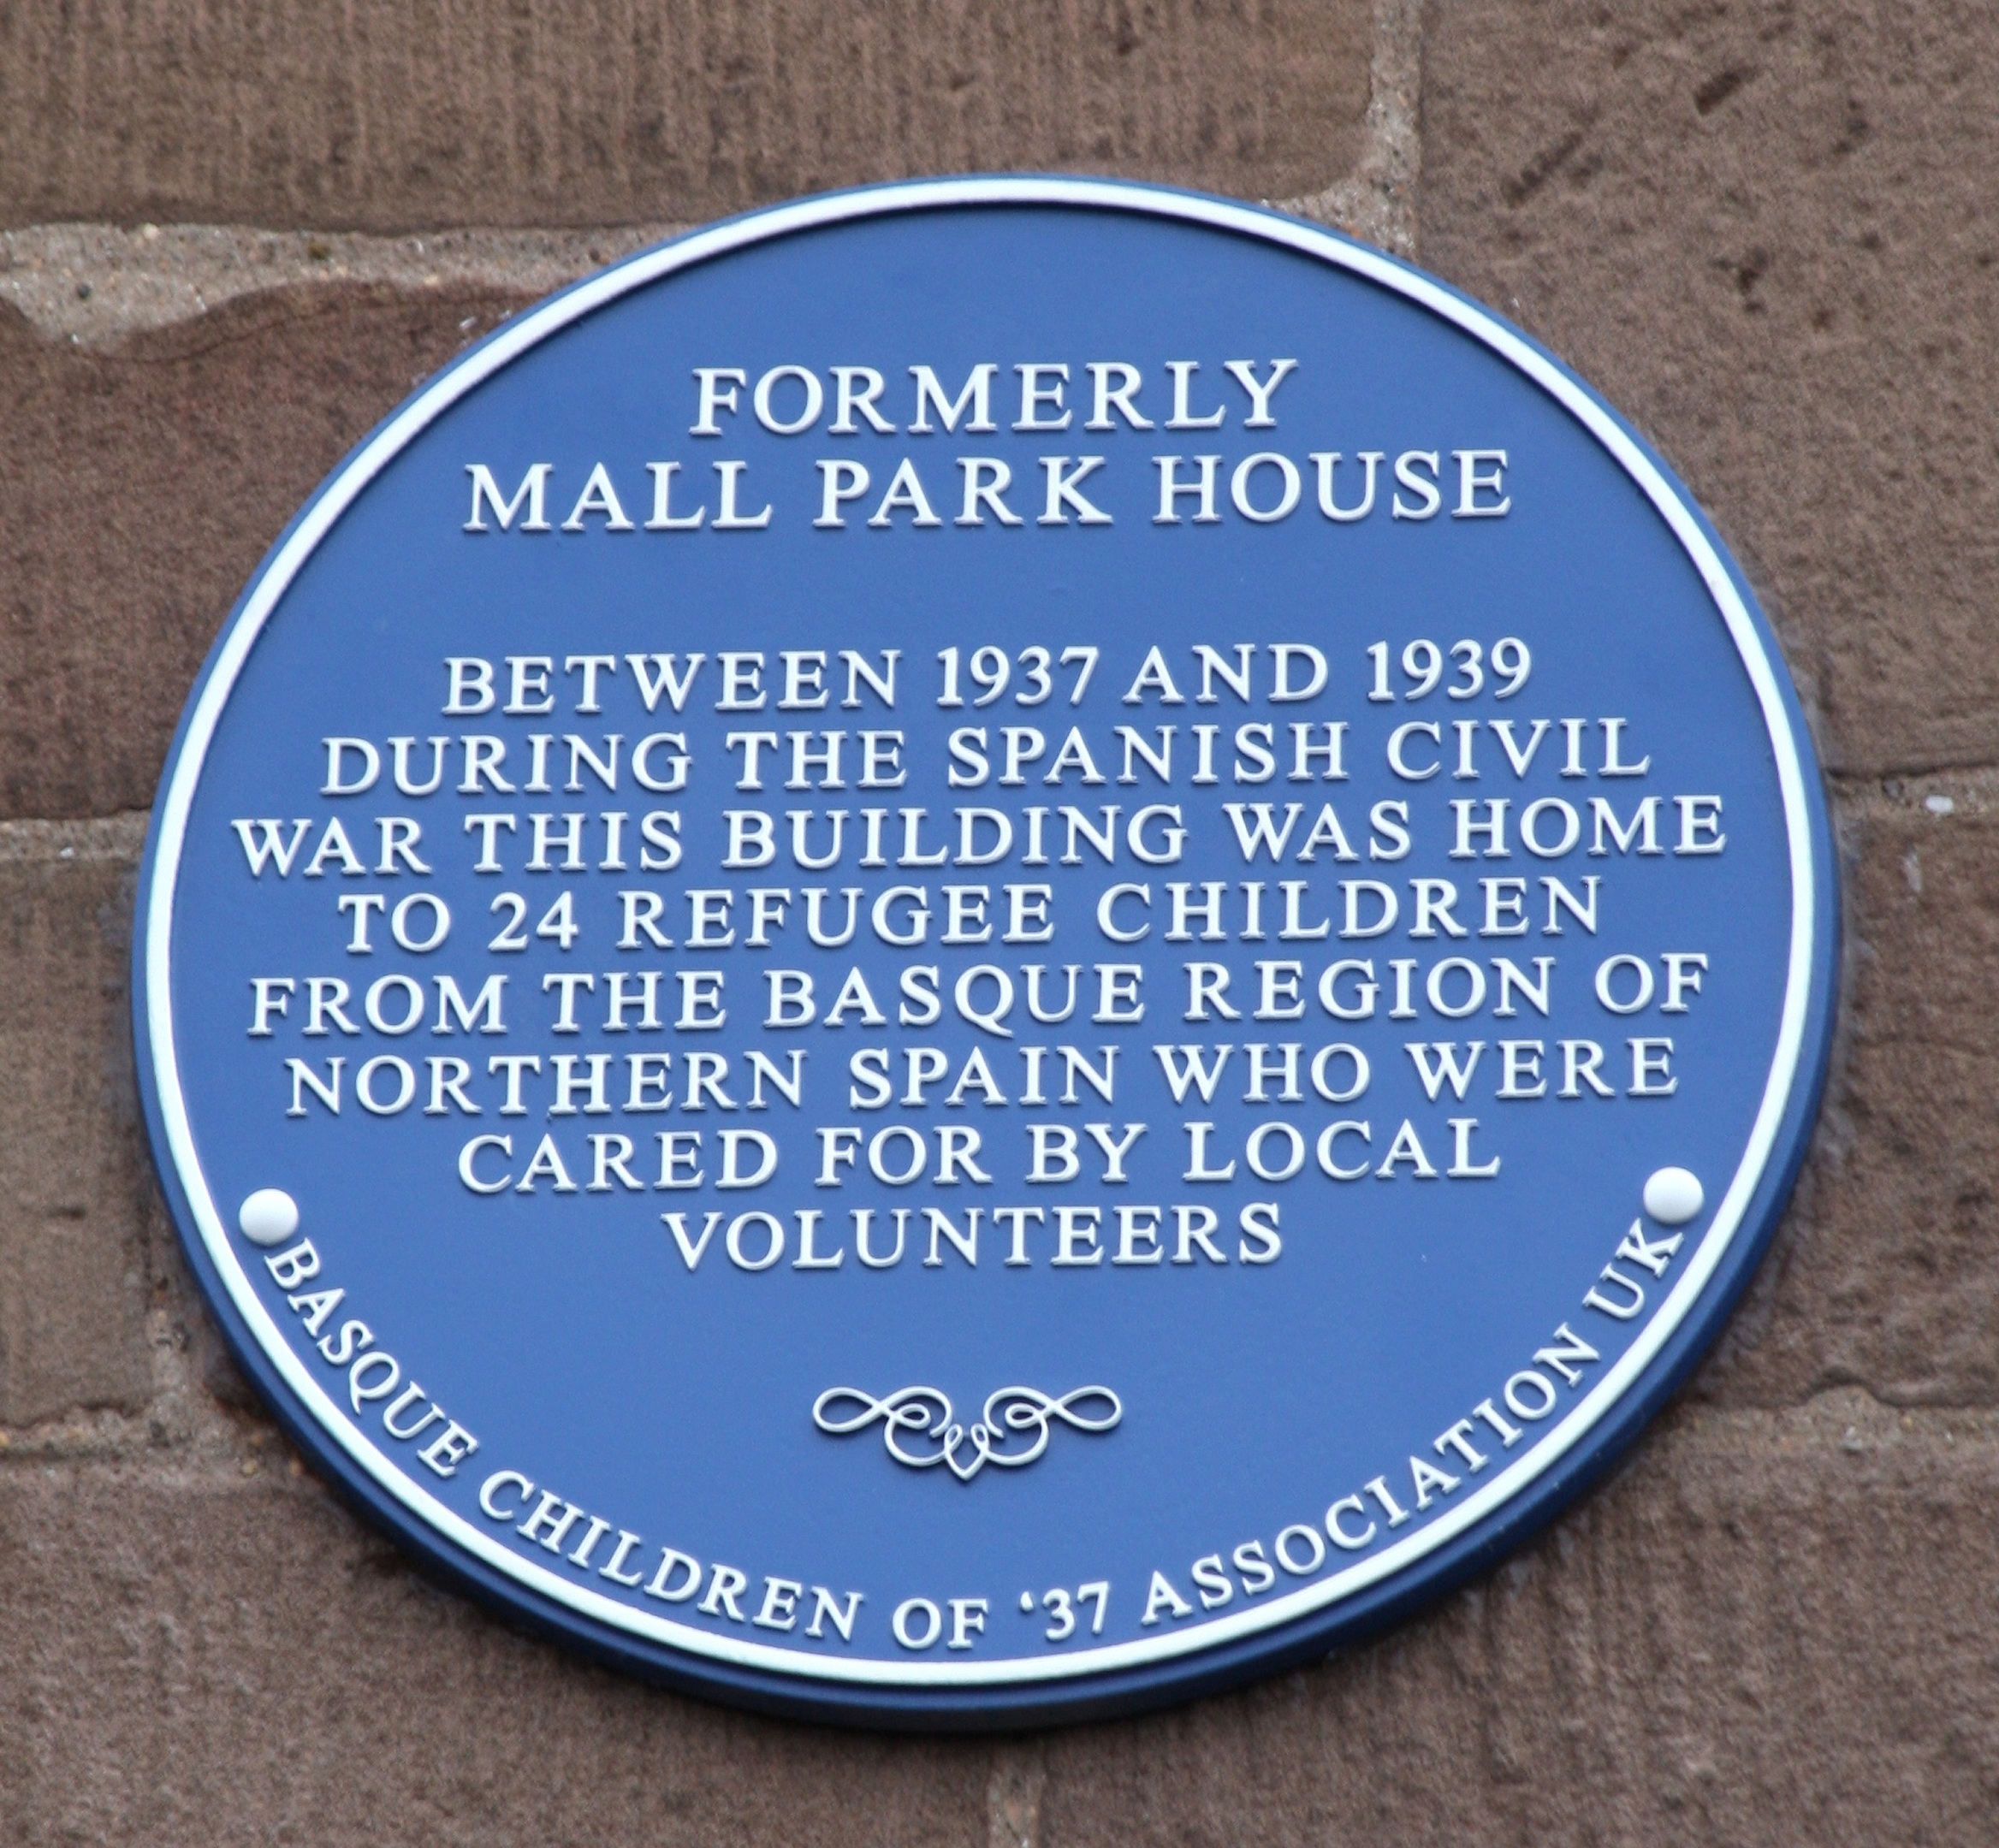 FORMERLY
MALL PARK HOUSE
BETWEEN 1937 AND 1939
DURING THE SPANISH CIVIL
WAR THIS BUILDING WAS HOME
TO 24 REFUGEE CHILDREN
FROM THE BASQUE REGION OF
NORTHERN SPAIN WHO WERE
CARED FOR BY LOCAL
VOLUNTEERS
BASQUE CHILDREN OF ‘37 ASSOCIATION UK